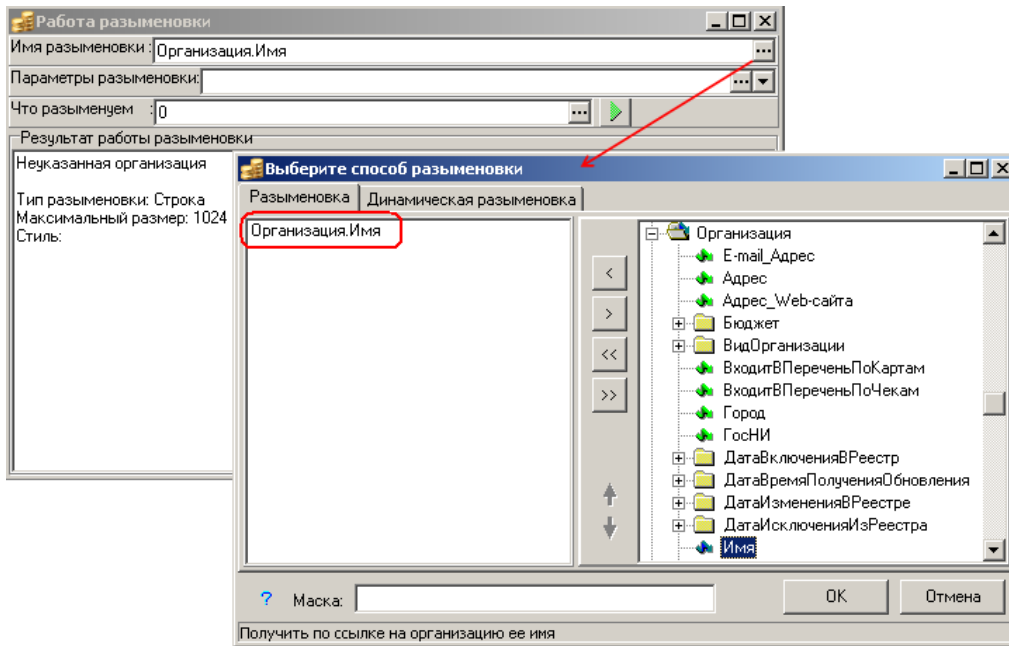 Работа разыменовки
Имя разыменовки : Организация.Имя ...
Параметры разыменовки: ...
Что разыменуем : 0 ...
Результат работы разыменовки
Неуказанная организация
Тип разыменовки: Строка
Максимальный размер: 1024
Стиль:
Выберите способ разыменовки
Разыменовка Динамическая разыменовка
Организация.Имя
<
>
<<
>>
Организация
E-mail_Адрес
Адрес
Адрес_Web-сайта
Бюджет
ВидОрганизации
ВходитВПереченьПоКартам
ВходитВПереченьПоЧекам
Город
ГосНИ
ДатаВключенияВРеестр
ДатаВремяПолученияОбновления
ДатаИзмененияВРеестре
ДатаИсключенияИзРеестра
Имя
? Маска: OK Отмена
Получить по ссылке на организацию ее имя